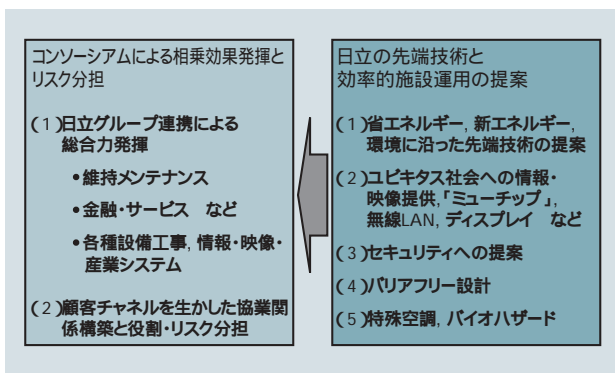 コンソーシアムによる相乗効果発揮と
リスク分担
(1)日立グループ連携による
総合力発揮
•維持メンテナンス
•金融・サービス など
•各種設備工事, 情報・映像・
産業システム
(2)顧客チャネルを生かした協業関
係構築と役割・リスク分担
日立の先端技術と
効率的施設運用の提案
(1)省エネルギー, 新エネルギー,
環境に沿った先端技術の提案
(2)ユビキタス社会への情報・
映像提供,「ミューチップ」,
無線LAN, ディスプレイ など
(3)セキュリティへの提案
(4)バリアフリー設計
(5)特殊空調, バイオハザード